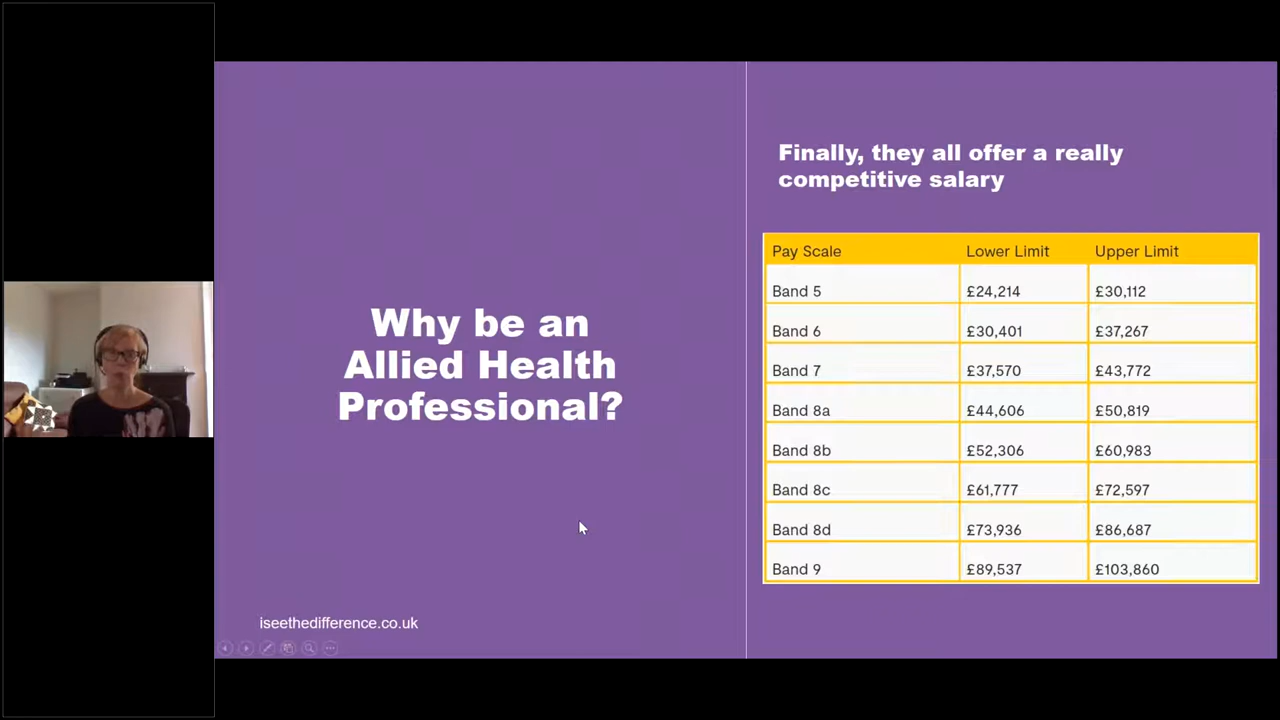 Why be an
Allied Health
Professional?
iseethedifference.co.uk
Finally, they all offer a really
competitive salary
Pay Scale Lower Limit Upper Limit
Band 5 £24,214 £30,112
Band 6 £30,401 £37,267
Band 7 £37,570 £43,772
Band 8a £44,606 £50,819
Band 8b £52,306 £60,983
Band 8c £61,777 £72,597
Band 8d £73,936 £86,687
Band 9 £89,537 £103,860